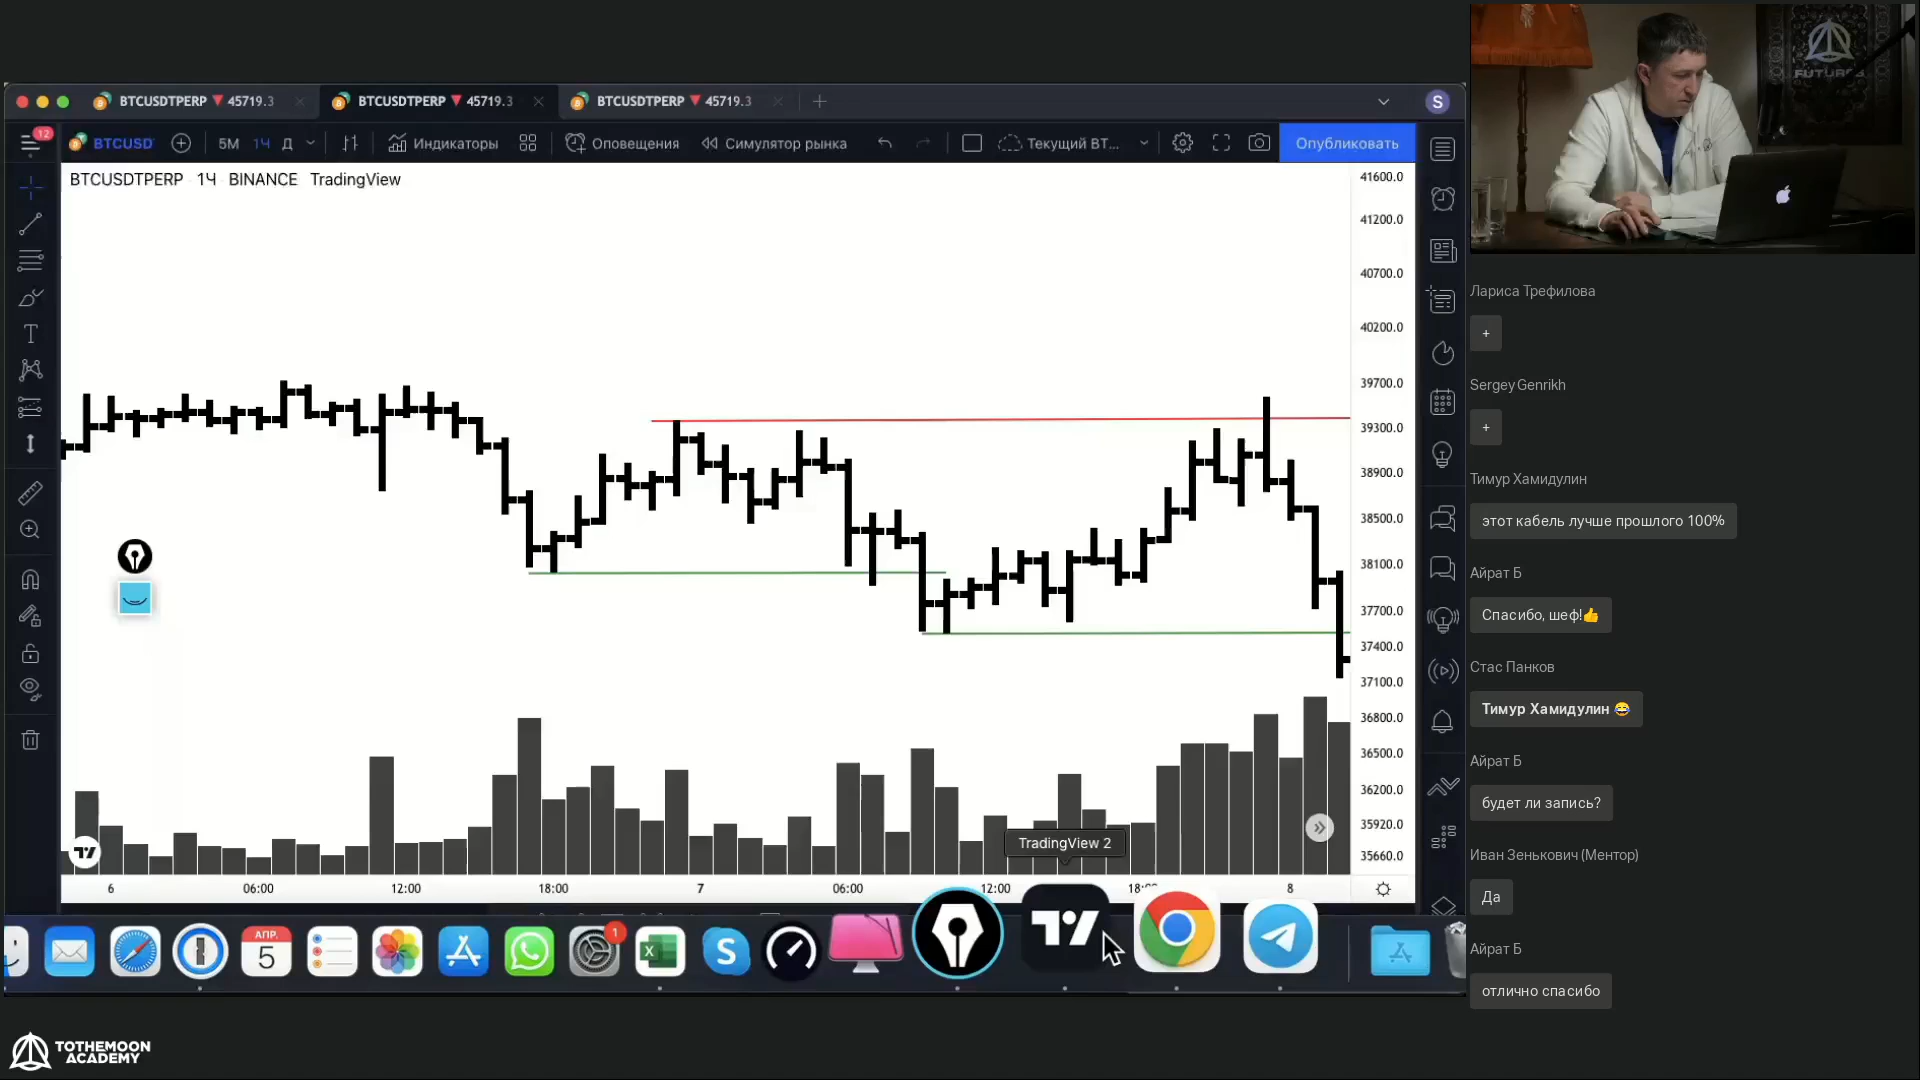 FUTURES
BTCUSDTPERP 45719.3
BTCUSDTPERP 45719.3
BTCUSDTPERP 45719.3
S
12
BTCUSD
5М
1Ч
Д
Индикаторы
Оповещения
Симулятор рынка
Текущий BT...
Опубликовать
BTCUSDTPERP 1Ч BINANCE TradingView
41600.0
41200.0
40700.0
40200.0
39700.0
39300.0
38900.0
38500.0
38100.0
37700.0
37400.0
37100.0
36800.0
36500.0
36200.0
35920.0
35660.0
TradingView 2
6
06:00
12:00
18:00
7
06:00
12:00
8
АПР.
5
1
Лариса Трефилова
+
Sergey Genrikh
+
Тимур Хамидулин
этот кабель лучше прошлого 100%
Айрат Б
Спасибо, шеф!👍
Стас Панков
Тимур Хамидулин 😂
Айрат Б
будет ли запись?
Иван Зенькович (Ментор)
Да
Айрат Б
отлично спасибо
TOTHEMOON
ACADEMY